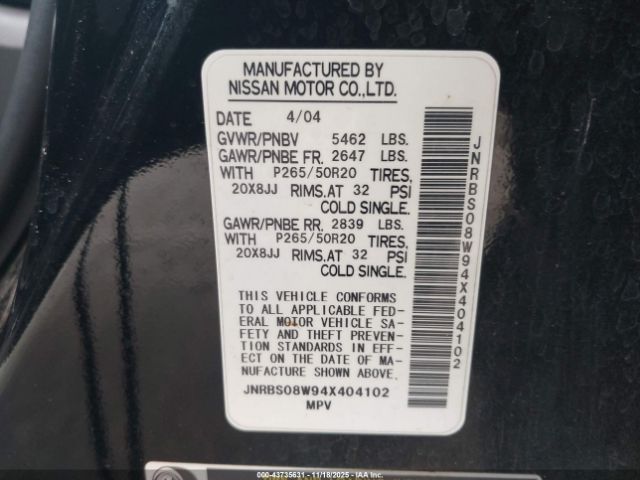 MANUFACTURED BY
NISSAN MOTOR CO.,LTD.
DATE 4/04
GVWR/PNBV 5462 LBS.
GAWR/PNBE FR. 2647 LBS.
WITH P265/50R20 TIRES,
20X8JJ RIMS.AT 32 PSI
COLD SINGLE.
GAWR/PNBE RR. 2839 LBS.
WITH P265/50R20 TIRES,
20X8JJ RIMS.AT 32 PSI
COLD SINGLE.
THIS VEHICLE CONFORMS
TO ALL APPLICABLE FED-
ERAL MOTOR VEHICLE SA-
FETY AND THEFT PREVEN-
TION STANDARDS IN EFF-
ECT ON THE DATE OF MA-
NUFACTURE SHOWN ABOVE.
JNRBS08W94X404102
MPV
JNRBS08W94X404102
000-43735631 - 11/18/2025 - IAA Inc.